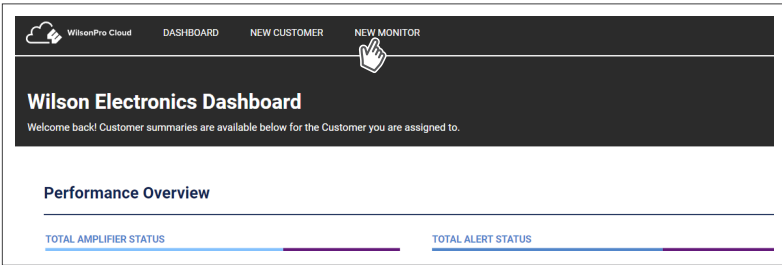 WilsonPro Cloud DASHBOARD NEW CUSTOMER NEW MONITOR
Wilson Electronics Dashboard
Welcome back! Customer summaries are available below for the Customer you are assigned to.
Performance Overview
TOTAL AMPLIFIER STATUS TOTAL ALERT STATUS